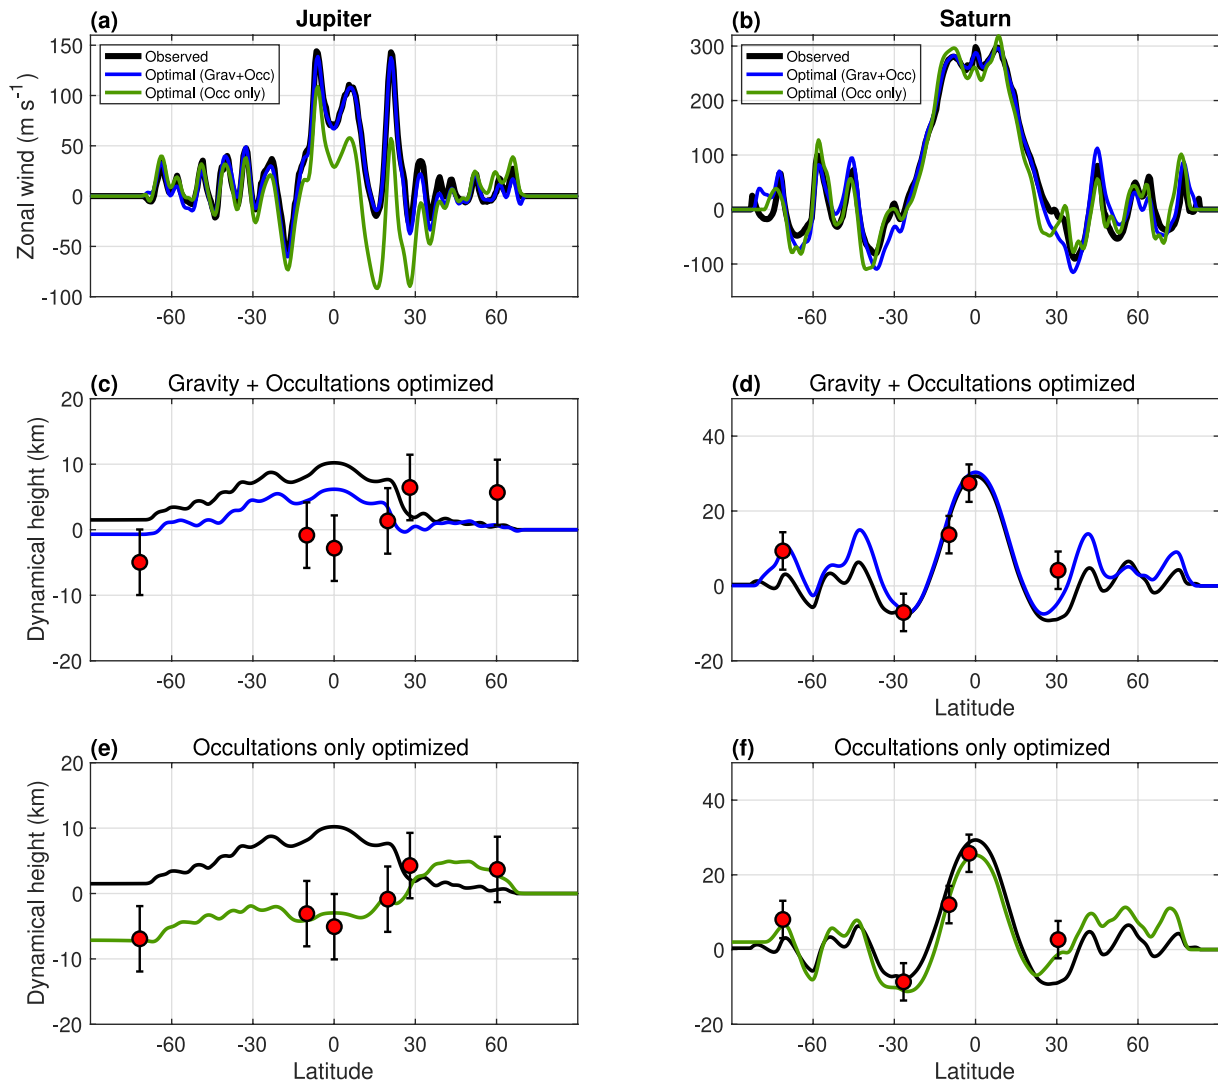 (a) Jupiter
Observed
Optimal (Grav+Occ)
Optimal (Occ only)
Zonal wind (m s⁻¹)
150
100
50
0
-50
-100
-60 -30 0 30 60
(b) Saturn
Observed
Optimal (Grav+Occ)
Optimal (Occ only)
300
200
100
0
-100
-60 -30 0 30 60
(c) Gravity + Occultations optimized
Dynamical height (km)
20
10
0
-10
-20
-60 -30 0 30 60
(d) Gravity + Occultations optimized
40
20
0
-20
-60 -30 0 30 60
Latitude
(e) Occultations only optimized
Dynamical height (km)
20
10
0
-10
-20
-60 -30 0 30 60
Latitude
(f) Occultations only optimized
40
20
0
-20
-60 -30 0 30 60
Latitude